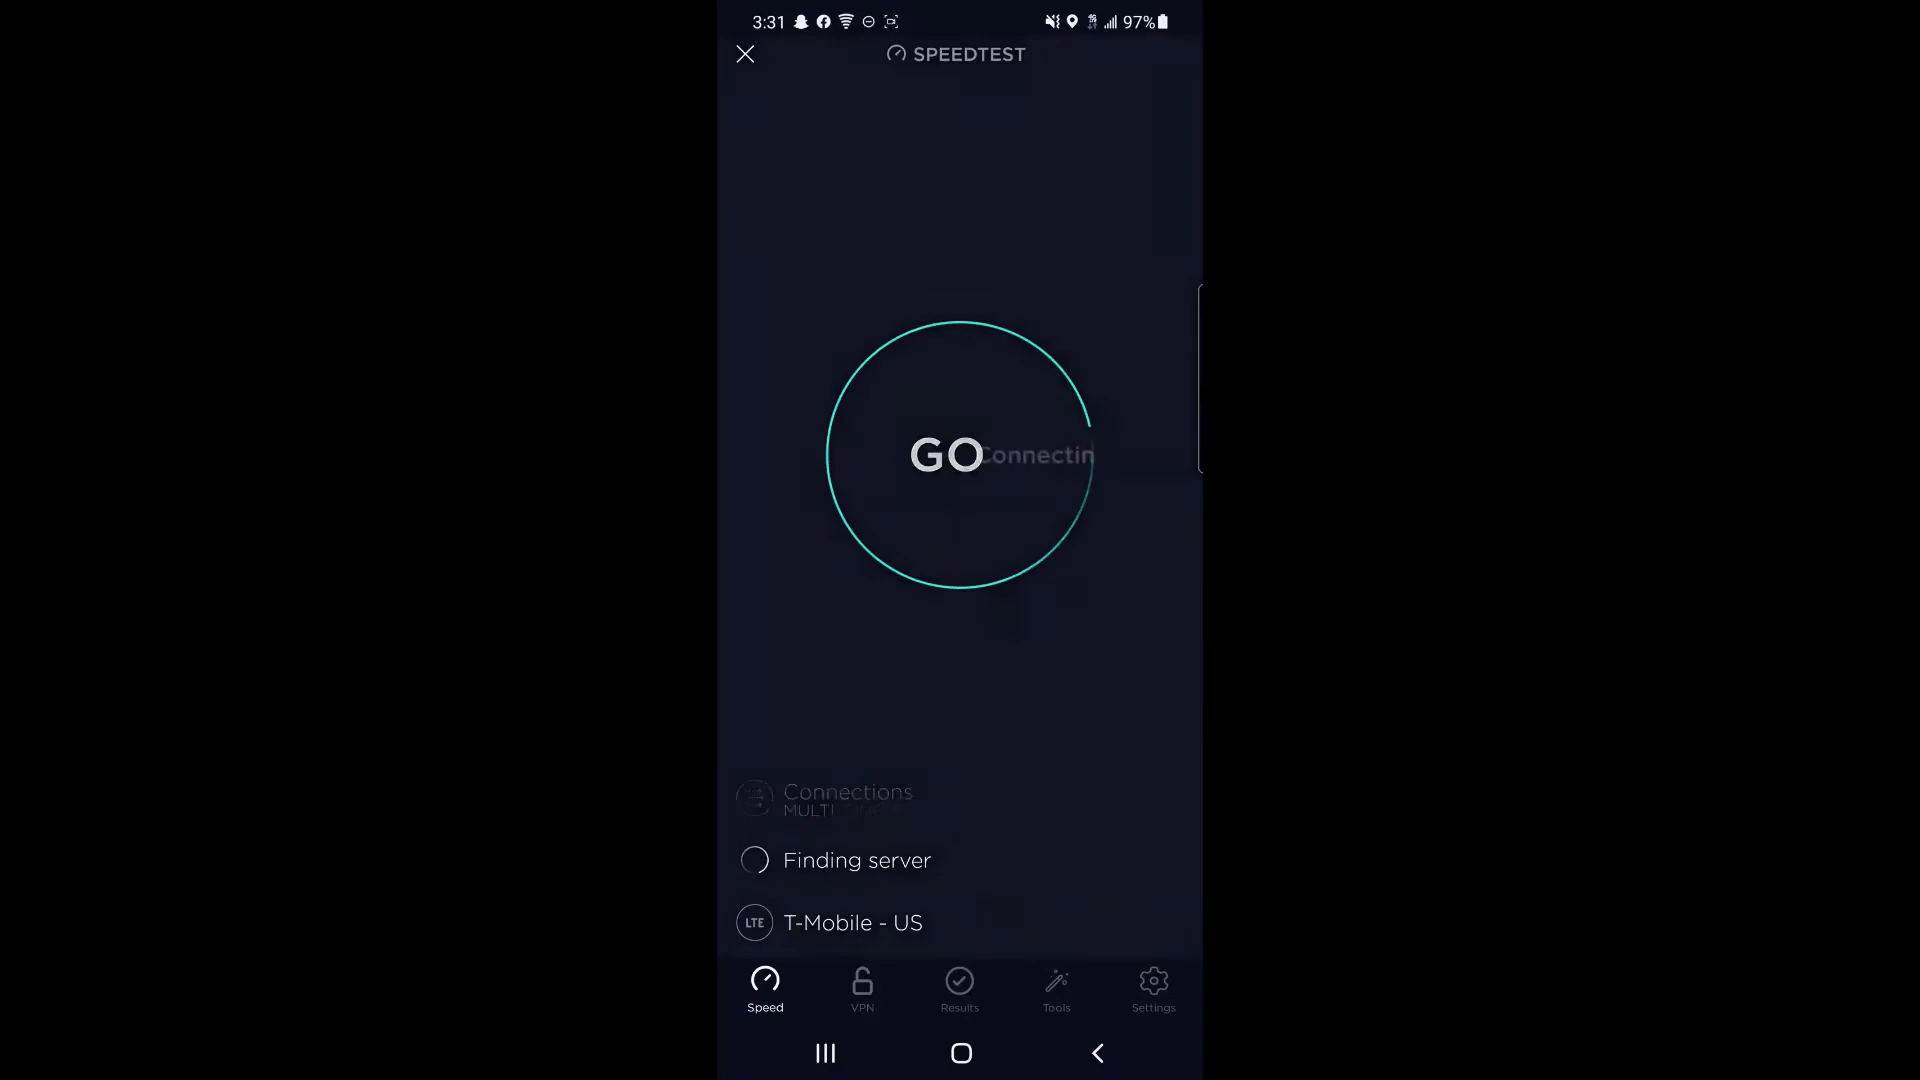 3:31 97%
SPEEDTEST
GO Connectin
Connections
MULTI
Finding server
LTE T-Mobile - US
Speed VPN Results Tools Settings